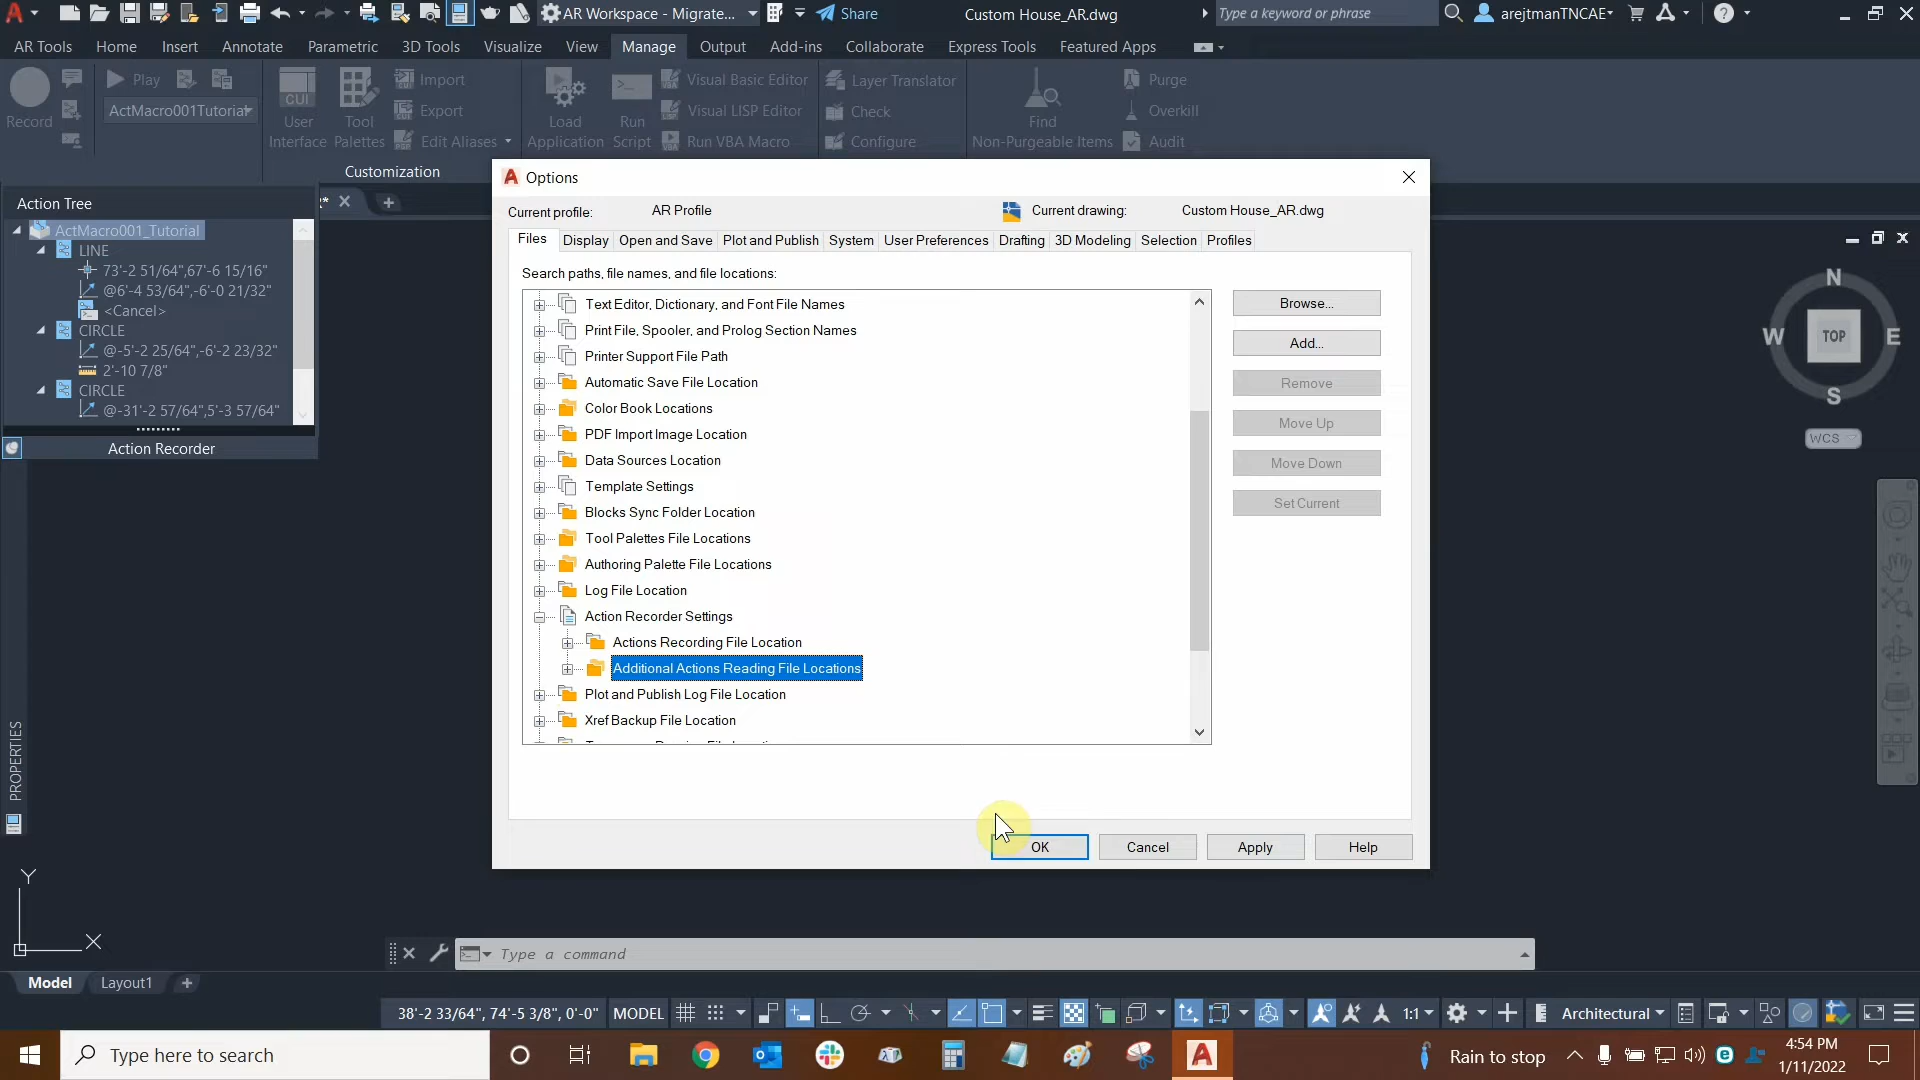 AR Workspace - Migrate...
Share
Custom House_AR.dwg
Type a keyword or phrase
arejtmanTNCAE
AR Tools Home Insert Annotate Parametric 3D Tools Visualize View Manage Output Add-ins Collaborate Express Tools Featured Apps
Record
Play
ActMacro001Tutorial
CUI
User
Interface
Tool
Palettes
Import
Export
Edit Aliases
Customization
Load
Application
Run
Script
Visual Basic Editor
Visual LISP Editor
Run VBA Macro
Layer Translator
Check
Configure
Find
Non-Purgeable Items
Purge
Overkill
Audit
Action Tree
ActMacro001_Tutorial
LINE
73'-2 51/64",67'-6 15/16"
@6'-4 53/64",-6'-0 21/32"
<Cancel>
CIRCLE
@-5'-2 25/64",-6'-2 23/32"
2'-10 7/8"
CIRCLE
@-31'-2 57/64",5'-3 57/64"
Action Recorder
Options
Current profile: AR Profile
Current drawing: Custom House_AR.dwg
Files Display Open and Save Plot and Publish System User Preferences Drafting 3D Modeling Selection Profiles
Search paths, file names, and file locations:
Text Editor, Dictionary, and Font File Names
Print File, Spooler, and Prolog Section Names
Printer Support File Path
Automatic Save File Location
Color Book Locations
PDF Import Image Location
Data Sources Location
Template Settings
Blocks Sync Folder Location
Tool Palettes File Locations
Authoring Palette File Locations
Log File Location
Action Recorder Settings
Actions Recording File Location
Additional Actions Reading File Locations
Plot and Publish Log File Location
Xref Backup File Location
Browse...
Add...
Remove
Move Up
Move Down
Set Current
OK Cancel Apply Help
N
W TOP E
S
WCS
PROPERTIES
Y
X
Type a command
Model Layout1 +
38'-2 33/64", 74'-5 3/8", 0'-0" MODEL 1:1 Architectural
Type here to search
Rain to stop
4:54 PM
1/11/2022